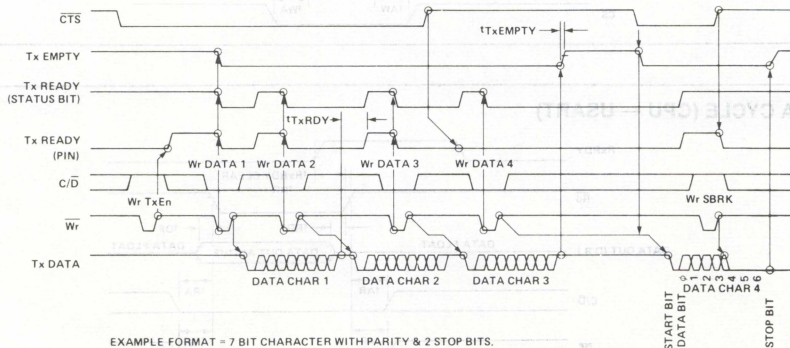 CTS
tTxEMPTY
Tx EMPTY
Tx READY
(STATUS BIT)
tTxRDY
Tx READY
(PIN)
Wr DATA 1
Wr DATA 2
Wr DATA 3
Wr DATA 4
C/D
Wr TxEn
Wr SBRK
Wr
Tx DATA
DATA CHAR 1
DATA CHAR 2
DATA CHAR 3
DATA CHAR 4
START BIT
DATA BIT
0 1 2 3 4 5 6
STOP BIT
EXAMPLE FORMAT = 7 BIT CHARACTER WITH PARITY & 2 STOP BITS.
A CYCLE (CPU — USART)